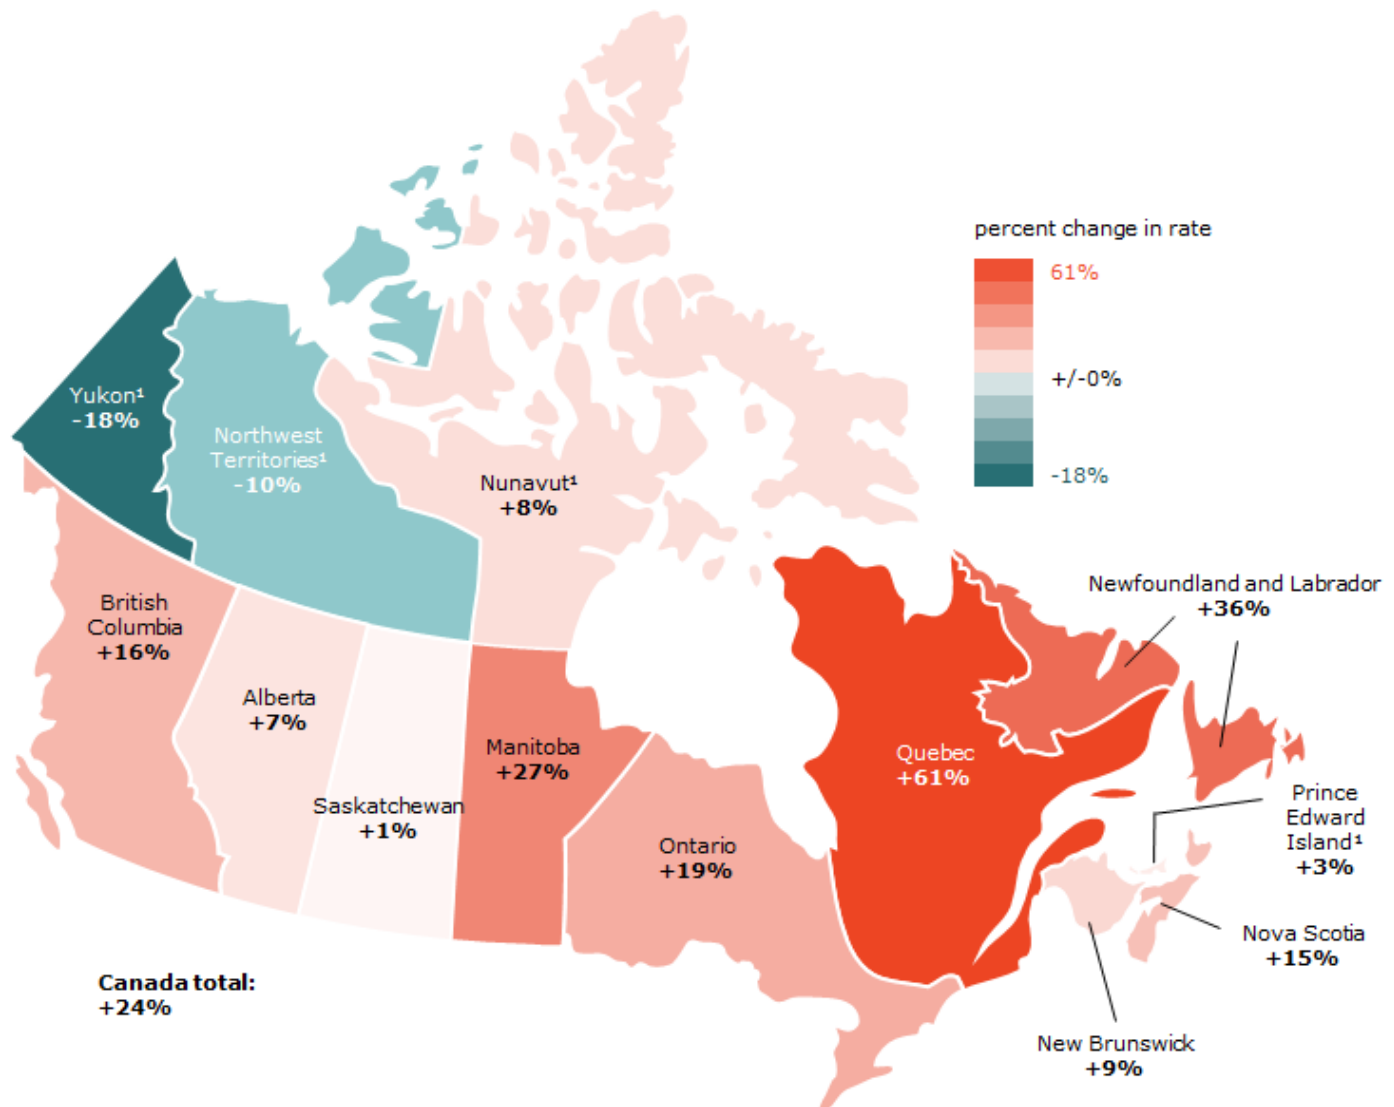 percent change in rate
61%
+/-0%
-18%
Yukon¹
-18%
Northwest
Territories¹
-10%
Nunavut¹
+8%
British
Columbia
+16%
Alberta
+7%
Saskatchewan
+1%
Manitoba
+27%
Ontario
+19%
Quebec
+61%
Newfoundland and Labrador
+36%
Prince
Edward
Island¹
+3%
Nova Scotia
+15%
New Brunswick
+9%
Canada total:
+24%